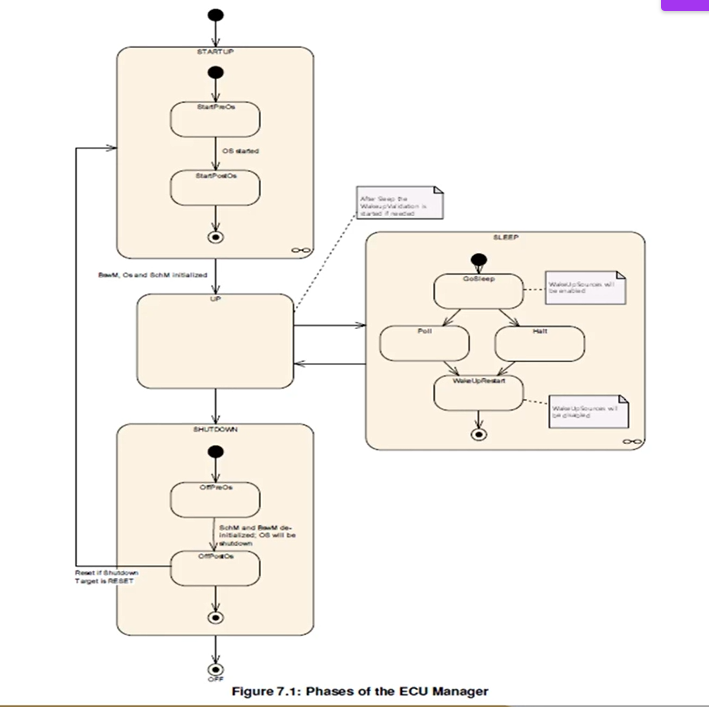 STARTUP
StartPreOs
OS started
StartPostOs
After Sleep the
WakeupValidation is
started if needed
SLEEP
GoSleep
WakeUpSources will
be enabled
BswM, Os and SchM initialized
UP
Poll
Halt
WakeUpRestart
WakeUpSources will
be disabled
SHUTDOWN
OffPreOs
SchM and BswM de-
initialized; OS will be
shutdown
OffPostOs
Reset if Shutdown
Target is RESET
OFF
Figure 7.1: Phases of the ECU Manager